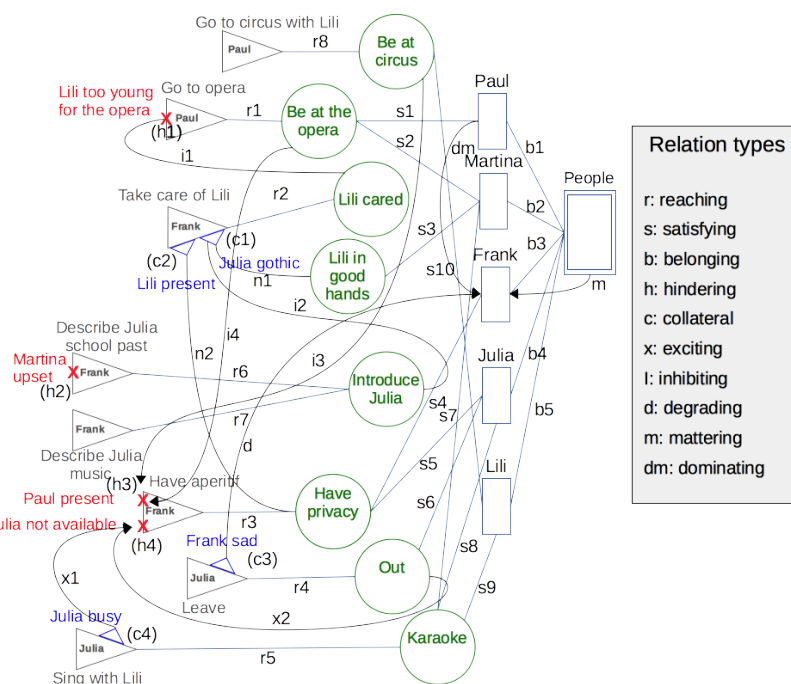 Go to circus with Lili
Paul
r8
Be at
circus
Lili too young
for the opera
Go to opera
Paul
(h1)
r1
Be at the
opera
s1
s2
i1
Paul
dm
b1
Martina
b2
People
b3
m
Take care of Lili
Frank
r2
Lili cared
(c1)
(c2)
Julia gothic
Lili present
n1
Lili in
good
hands
s3
Frank
s10
i2
i4
n2
i3
Describe Julia
school past
Martina
upset
Frank
(h2)
r6
Introduce
Julia
Julia
b4
b5
s4
s7
Frank
r7
d
Describe Julia
music
(h3)
Have aperitif
Paul present
Frank
Julia not available
(h4)
r3
Have
privacy
s5
s6
Lili
s8
s9
Frank sad
(c3)
Julia
r4
Leave
Out
x1
x2
Julia busy
(c4)
Julia
r5
Karaoke
Sing with Lili
Relation types
r: reaching
s: satisfying
b: belonging
h: hindering
c: collateral
x: exciting
I: inhibiting
d: degrading
m: mattering
dm: dominating